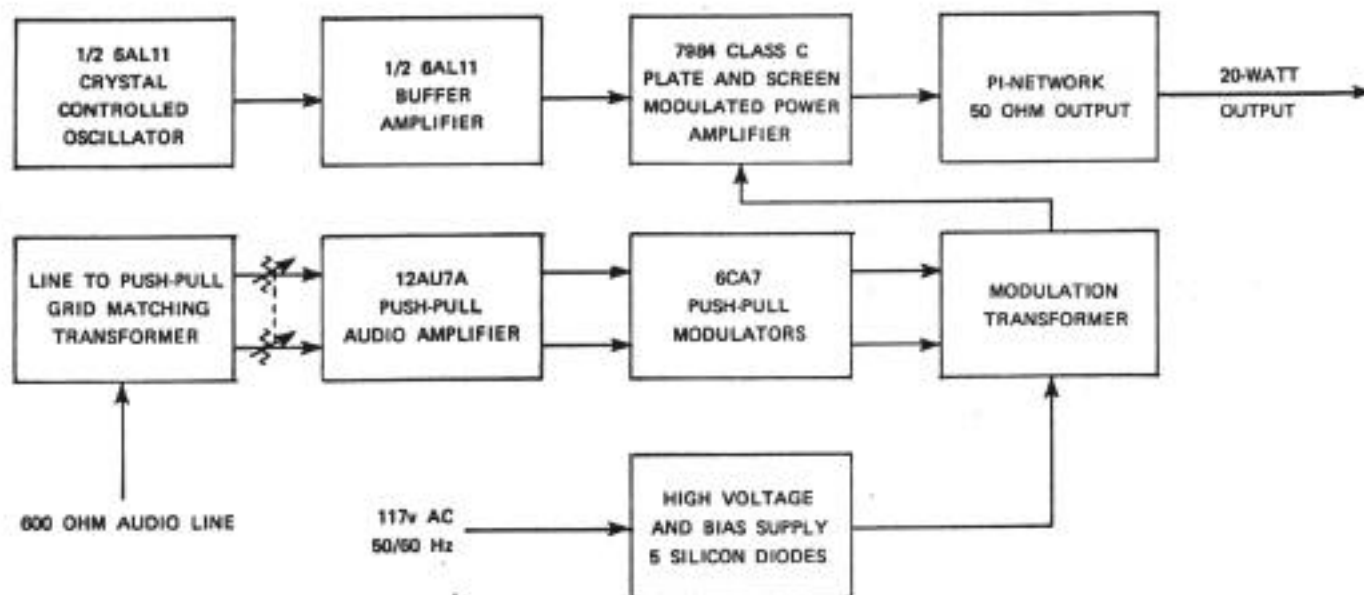 1/2 6AL11
CRYSTAL
CONTROLLED
OSCILLATOR
1/2 6AL11
BUFFER
AMPLIFIER
7984 CLASS C
PLATE AND SCREEN
MODULATED POWER
AMPLIFIER
PI-NETWORK
50 OHM OUTPUT
20-WATT
OUTPUT
LINE TO PUSH-PULL
GRID MATCHING
TRANSFORMER
12AU7A
PUSH-PULL
AUDIO AMPLIFIER
6CA7
PUSH-PULL
MODULATORS
MODULATION
TRANSFORMER
600 OHM AUDIO LINE
117v AC
50/60 Hz
HIGH VOLTAGE
AND BIAS SUPPLY
5 SILICON DIODES